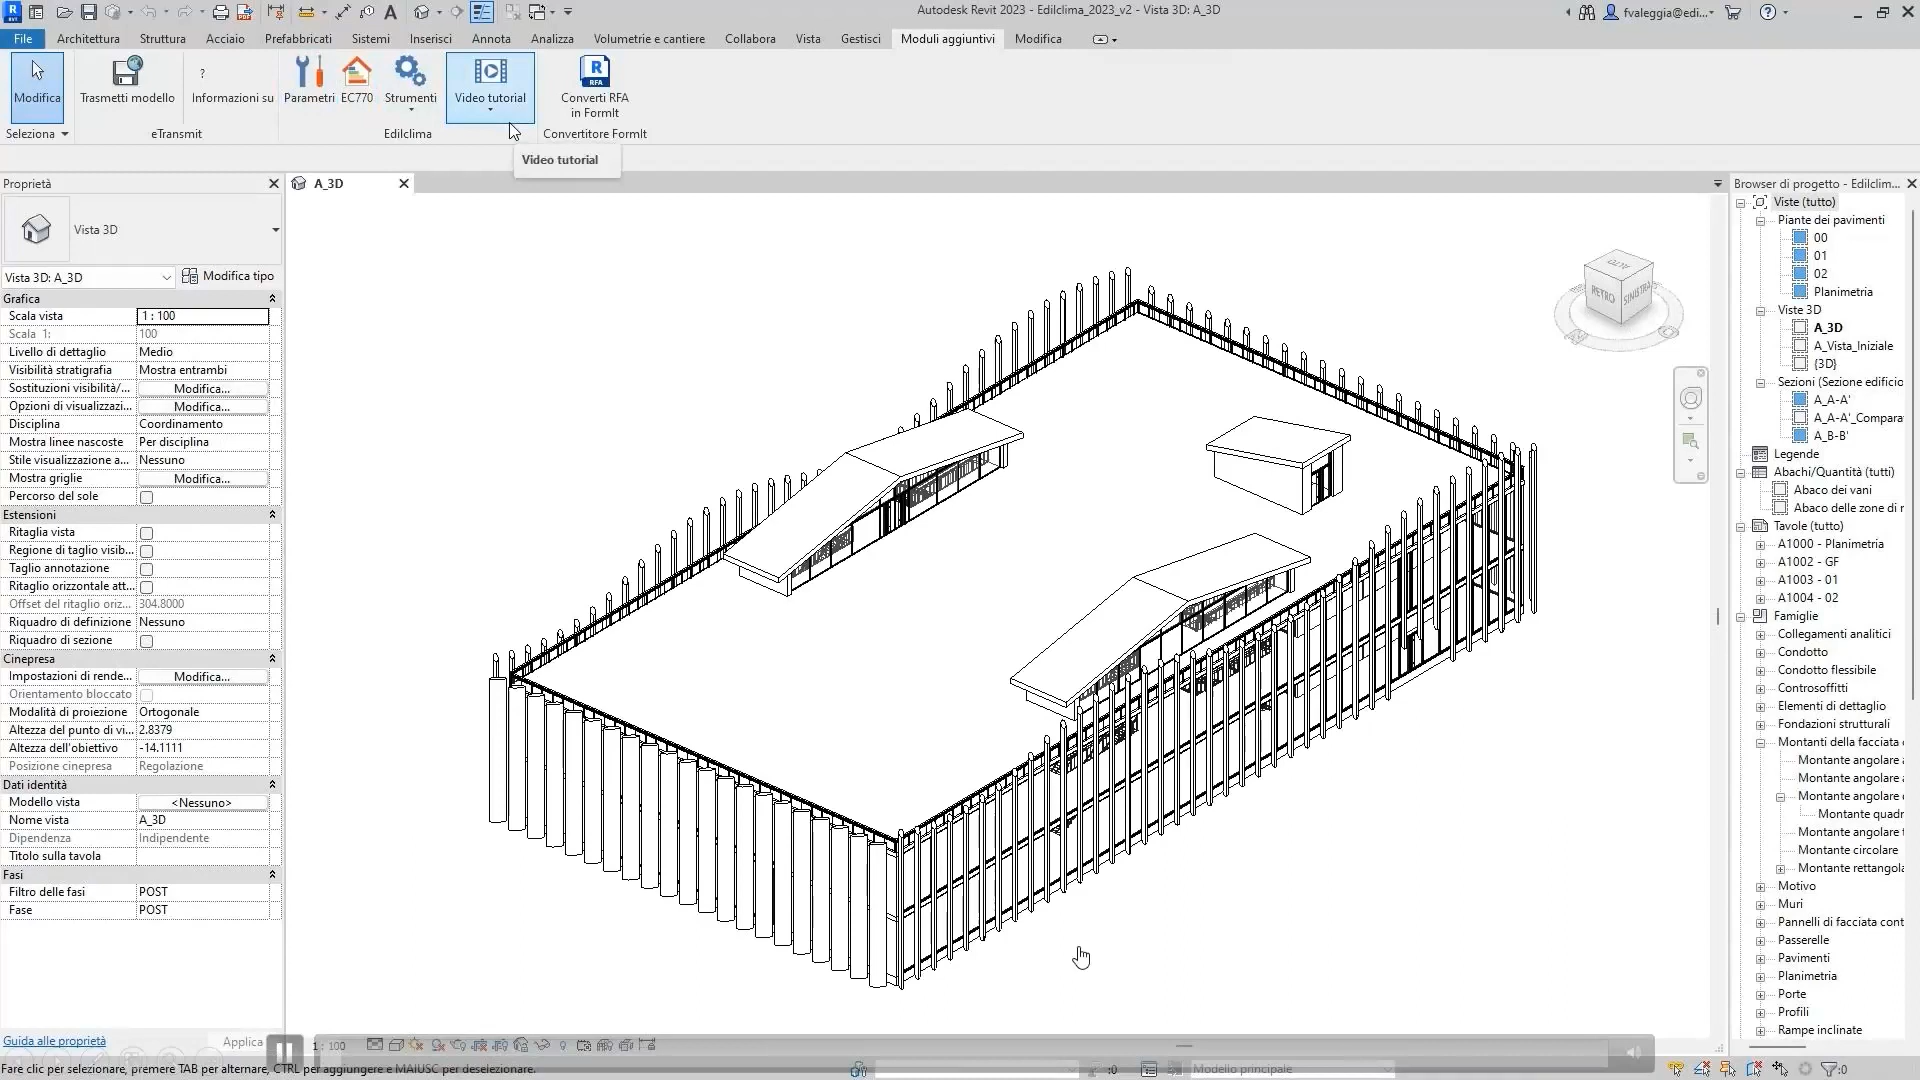 Autodesk Revit 2023 - Edilclima_2023_v2 - Vista 3D: A_3D
fvaleggia@edi...
File
Architettura
Struttura
Acciaio
Prefabbricati
Sistemi
Inserisci
Annota
Analizza
Volumetrie e cantiere
Collabora
Vista
Gestisci
Moduli aggiuntivi
Modifica
Modifica
Trasmetti modello
?
Informazioni su
Parametri
EC770
Strumenti
Video tutorial
Converti RFA
in FormIt
Seleziona
eTransmit
Edilclima
Convertitore FormIt
Video tutorial
Proprietà
A_3D
Vista 3D
Vista 3D: A_3D
Modifica tipo
Grafica
Scala vista 1 : 100
Scala 1: 100
Livello di dettaglio Medio
Visibilità stratigrafia Mostra entrambi
Sostituzioni visibilità/... Modifica...
Opzioni di visualizzazi... Modifica...
Disciplina Coordinamento
Mostra linee nascoste Per disciplina
Stile visualizzazione a... Nessuno
Mostra griglie Modifica...
Percorso del sole
Estensioni
Ritaglia vista
Regione di taglio visib...
Taglio annotazione
Ritaglio orizzontale att...
Offset del ritaglio oriz... 304.8000
Riquadro di definizione Nessuno
Riquadro di sezione
Cinepresa
Impostazioni di rende... Modifica...
Orientamento bloccato
Modalità di proiezione Ortogonale
Altezza del punto di vi... 2.8379
Altezza dell'obiettivo -14.1111
Posizione cinepresa Regolazione
Dati identità
Modello vista <Nessuno>
Nome vista A_3D
Dipendenza Indipendente
Titolo sulla tavola
Fasi
Filtro delle fasi POST
Fase POST
Guida alle proprietà
Applica
1 : 100
Fare clic per selezionare, premere TAB per alternare, CTRL per aggiungere e MAIUSC per deselezionare.
:0
Modello principale
:0
ALTO
RETRO
SINISTRA
Browser di progetto - Edilclim...
Viste (tutto)
Piante dei pavimenti
00
01
02
Planimetria
Viste 3D
A_3D
A_Vista_Iniziale
{3D}
Sezioni (Sezione edificio
A_A-A'
A_A-A'_Compara
A_B-B'
Legende
Abachi/Quantità (tutti)
Abaco dei vani
Abaco delle zone di r
Tavole (tutto)
A1000 - Planimetria
A1002 - GF
A1003 - 01
A1004 - 02
Famiglie
Collegamenti analitici
Condotto
Condotto flessibile
Controsoffitti
Elementi di dettaglio
Fondazioni strutturali
Montanti della facciata
Montante angolare
Montante angolare
Montante angolare
Montante quadr
Montante angolare
Montante circolare
Montante rettangola
Motivo
Muri
Pannelli di facciata cont
Passerelle
Pavimenti
Planimetria
Porte
Profili
Rampe inclinate